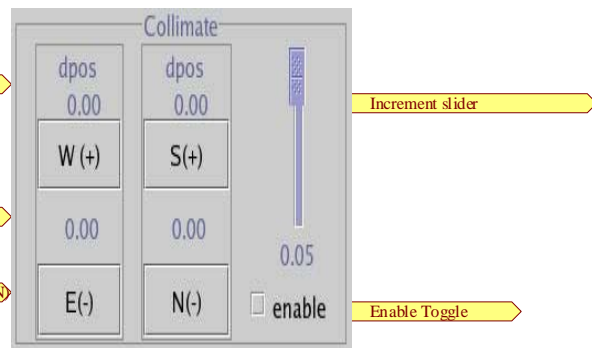 Collimate
dpos dpos
0.00 0.00
Increment slider
W (+) S(+)
0.00 0.00
0.05
E(-) N(-)
enable
Enable Toggle